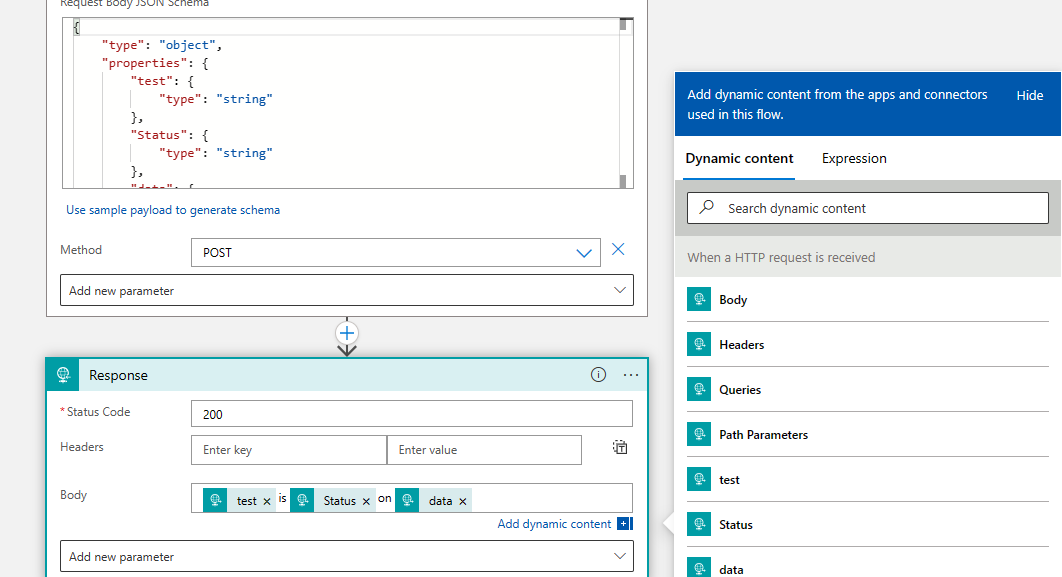 Request Body JSON Schema
{
"type": "object",
"properties": {
"test": {
"type": "string"
},
"Status": {
"type": "string"
},
"data": {
Use sample payload to generate schema
Method
POST
Add new parameter
Response
*Status Code
200
Headers
Enter key
Enter value
Body
test × is Status × on data ×
Add dynamic content
Add new parameter
Add dynamic content from the apps and connectors
used in this flow.
Hide
Dynamic content
Expression
Search dynamic content
When a HTTP request is received
Body
Headers
Queries
Path Parameters
test
Status
data